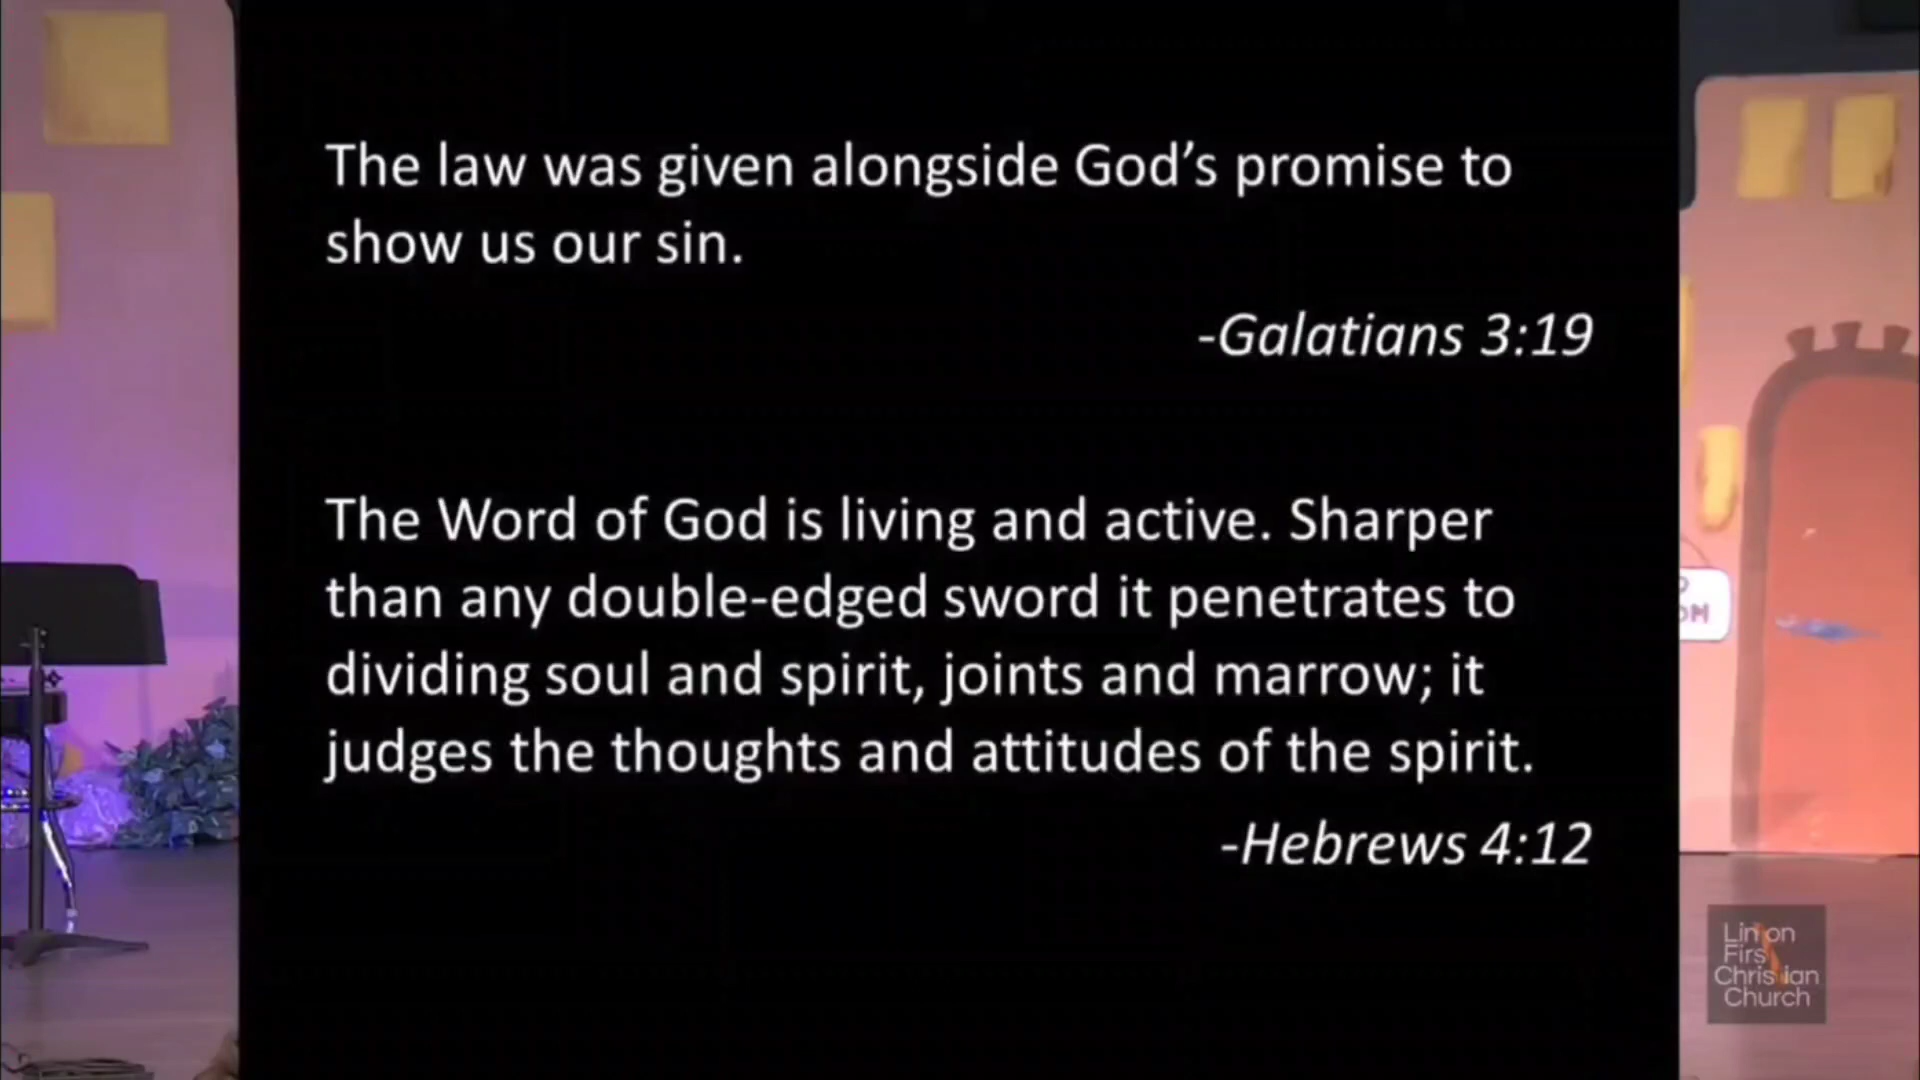 The law was given alongside God’s promise to
show us our sin.
-Galatians 3:19
The Word of God is living and active. Sharper
than any double-edged sword it penetrates to
dividing soul and spirit, joints and marrow; it
judges the thoughts and attitudes of the spirit.
-Hebrews 4:12
Christian
Church